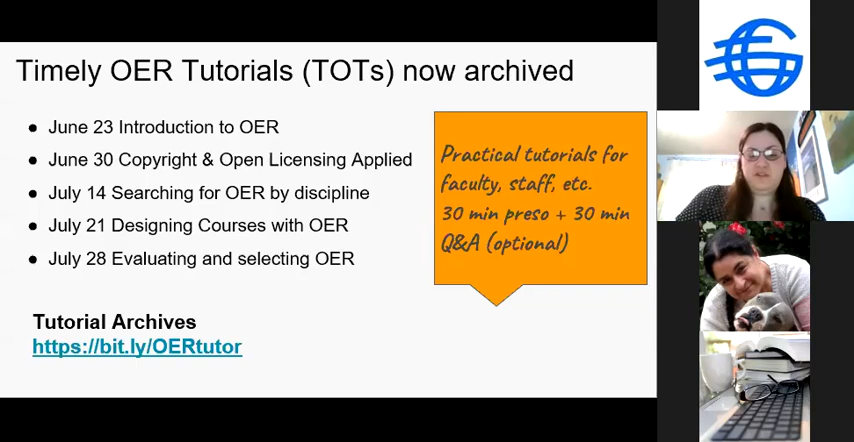 Timely OER Tutorials (TOTs) now archived
● June 23 Introduction to OER
● June 30 Copyright & Open Licensing Applied
● July 14 Searching for OER by discipline
● July 21 Designing Courses with OER
● July 28 Evaluating and selecting OER
Practical tutorials for
faculty, staff, etc.
30 min preso + 30 min
Q&A (optional)
Tutorial Archives
https://bit.ly/OERtutor